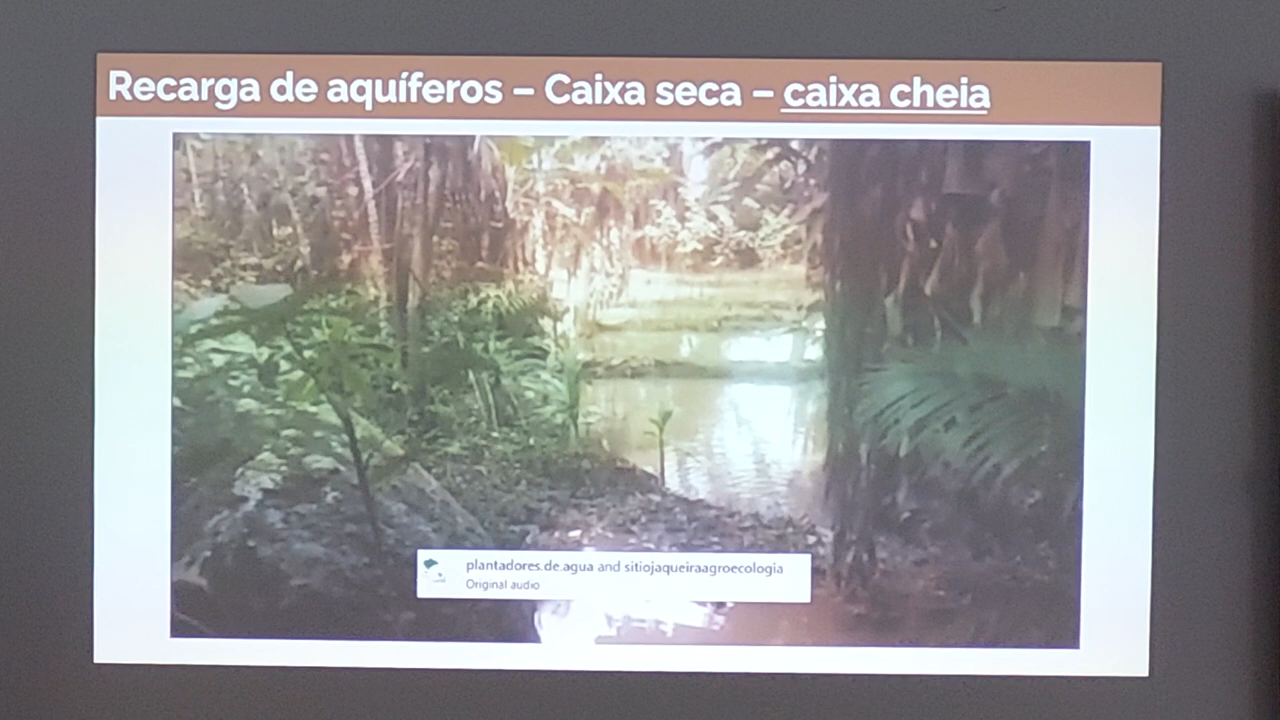 Recarga de aquíferos – Caixa seca – caixa cheia
plantadores.de.agua and sitiojaqueiraagroecologia
Original audio